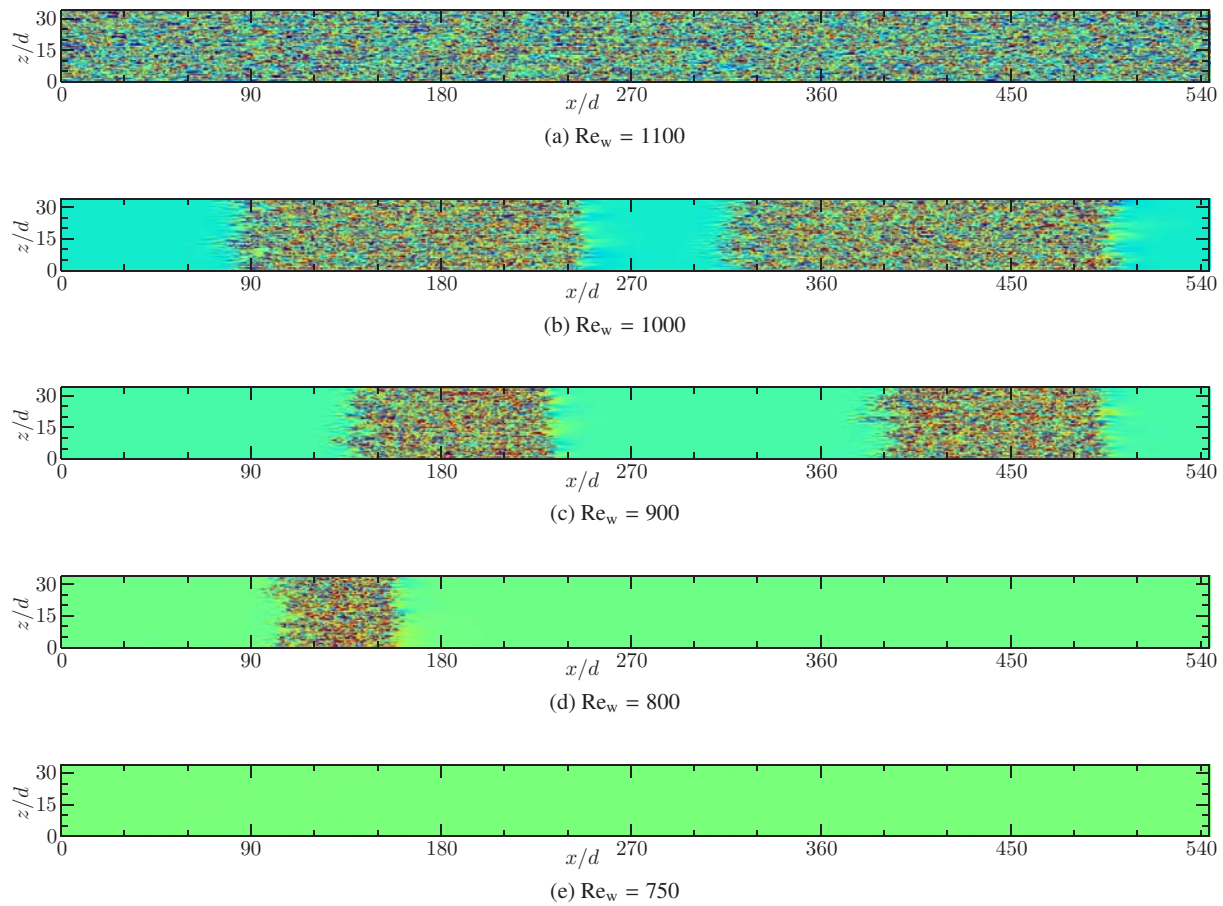 30
15
0
z/d
0 90 180 270 360 450 540
x/d
(a) Re_w = 1100
30
15
0
z/d
0 90 180 270 360 450 540
x/d
(b) Re_w = 1000
30
15
0
z/d
0 90 180 270 360 450 540
x/d
(c) Re_w = 900
30
15
0
z/d
0 90 180 270 360 450 540
x/d
(d) Re_w = 800
30
15
0
z/d
0 90 180 270 360 450 540
x/d
(e) Re_w = 750